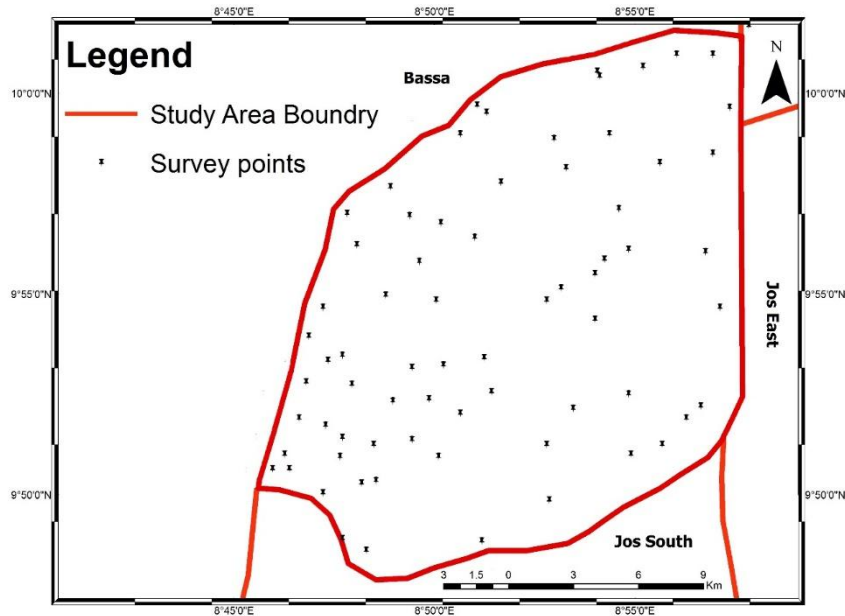 8°45'0"E 8°50'0"E 8°55'0"E
Legend
Study Area Boundry
Survey points
Bassa
N
10°0'0"N 10°0'0"N
9°55'0"N 9°55'0"N
Jos East
9°50'0"N 9°50'0"N
Jos South
3 1.5 0 3 6 9
Km
8°45'0"E 8°50'0"E 8°55'0"E